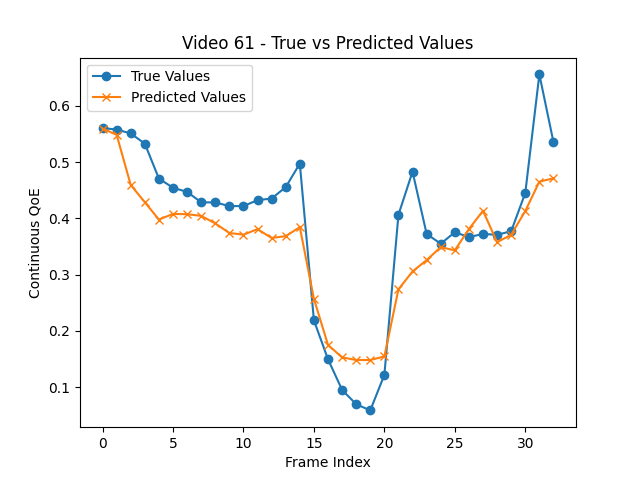 Video 61 - True vs Predicted Values
True Values
Predicted Values
Continuous QoE
0.6
0.5
0.4
0.3
0.2
0.1
0 5 10 15 20 25 30
Frame Index